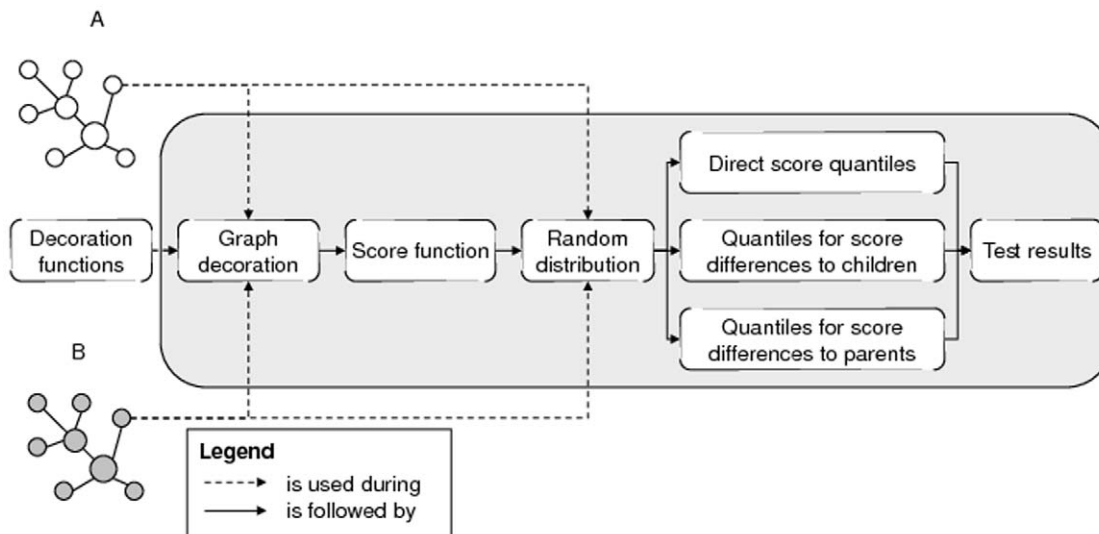 A
Decoration
functions
Graph
decoration
Score function
Random
distribution
Direct score quantiles
Quantiles for score
differences to children
Quantiles for score
differences to parents
Test results
B
Legend
is used during
is followed by